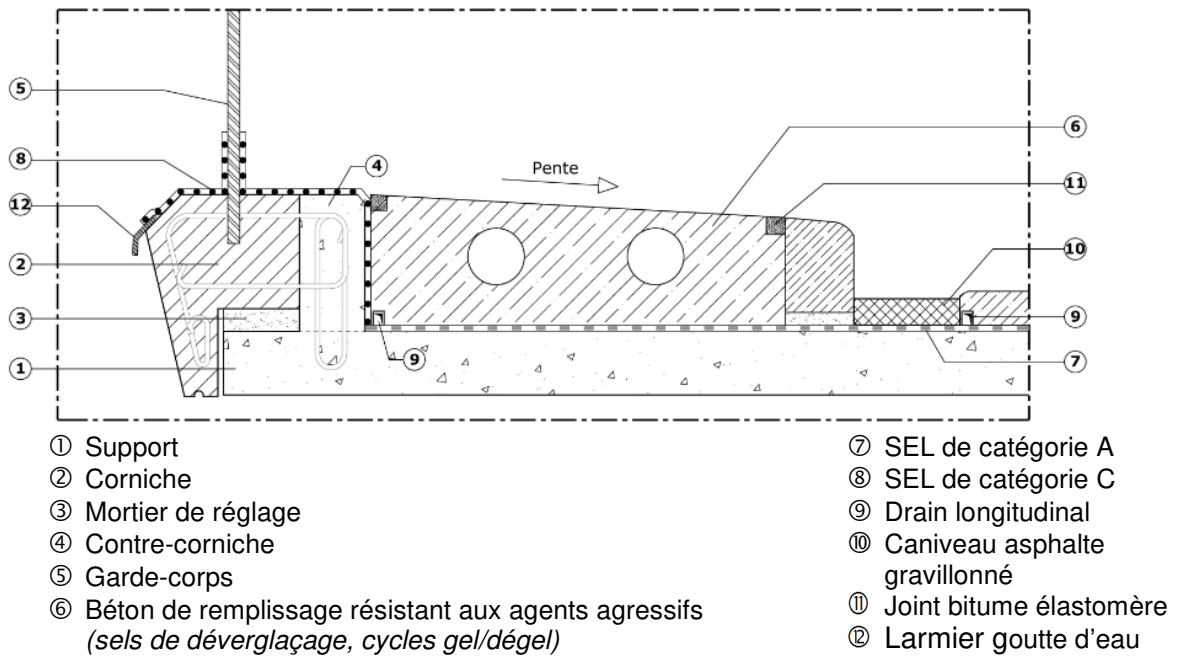 ⑤
⑧
⑫
②
③
①
④
Pente
⑥
⑪
⑩
⑨
⑨
⑦
① Support
② Corniche
③ Mortier de réglage
④ Contre-corniche
⑤ Garde-corps
⑥ Béton de remplissage résistant aux agents agressifs
(sels de déverglaçage, cycles gel/dégel)
⑦ SEL de catégorie A
⑧ SEL de catégorie C
⑨ Drain longitudinal
⑩ Caniveau asphalte
gravillonné
⑪ Joint bitume élastomère
⑫ Larmier goutte d'eau